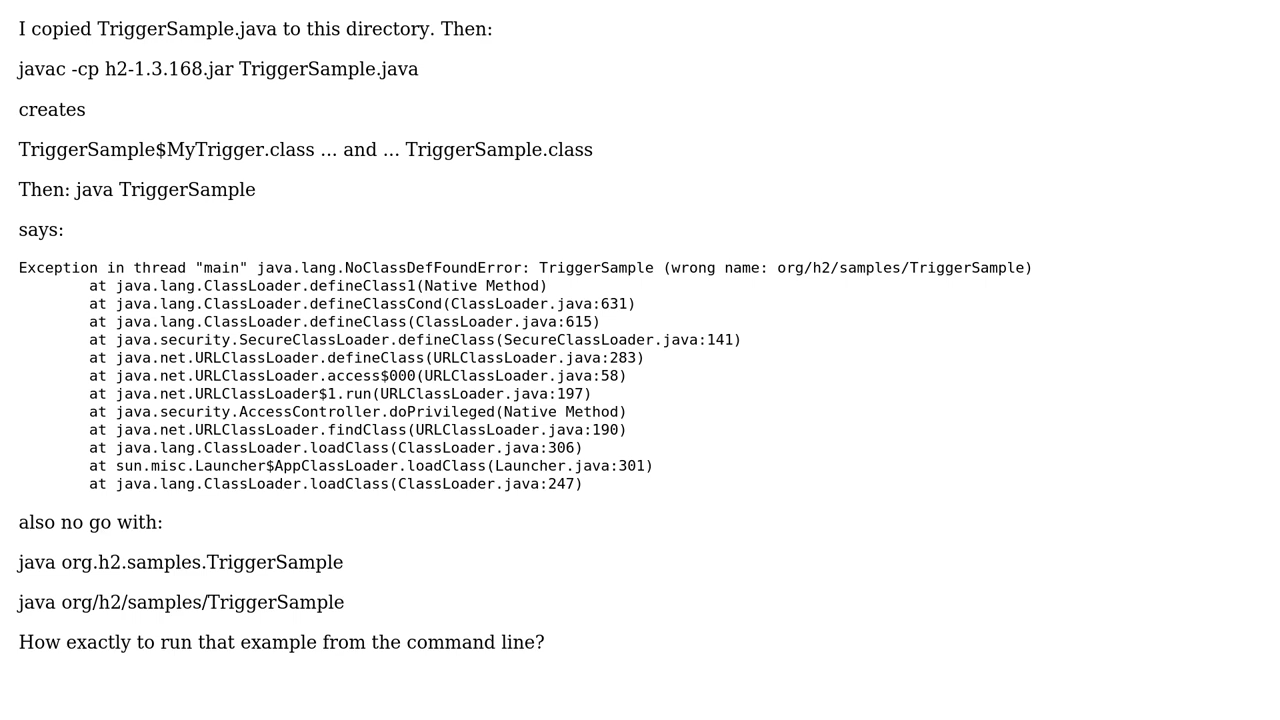 I copied TriggerSample.java to this directory. Then:
javac -cp h2-1.3.168.jar TriggerSample.java
creates
TriggerSample$MyTrigger.class ... and ... TriggerSample.class
Then: java TriggerSample
says:
Exception in thread "main" java.lang.NoClassDefFoundError: TriggerSample (wrong name: org/h2/samples/TriggerSample)
        at java.lang.ClassLoader.defineClass1(Native Method)
        at java.lang.ClassLoader.defineClassCond(ClassLoader.java:631)
        at java.lang.ClassLoader.defineClass(ClassLoader.java:615)
        at java.security.SecureClassLoader.defineClass(SecureClassLoader.java:141)
        at java.net.URLClassLoader.defineClass(URLClassLoader.java:283)
        at java.net.URLClassLoader.access$000(URLClassLoader.java:58)
        at java.net.URLClassLoader$1.run(URLClassLoader.java:197)
        at java.security.AccessController.doPrivileged(Native Method)
        at java.net.URLClassLoader.findClass(URLClassLoader.java:190)
        at java.lang.ClassLoader.loadClass(ClassLoader.java:306)
        at sun.misc.Launcher$AppClassLoader.loadClass(Launcher.java:301)
        at java.lang.ClassLoader.loadClass(ClassLoader.java:247)
also no go with:
java org.h2.samples.TriggerSample
java org/h2/samples/TriggerSample
How exactly to run that example from the command line?